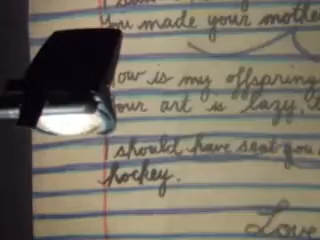 you made your mothe
ow is my offspring
our art is lazy,
should have sent you
hockey.
Love